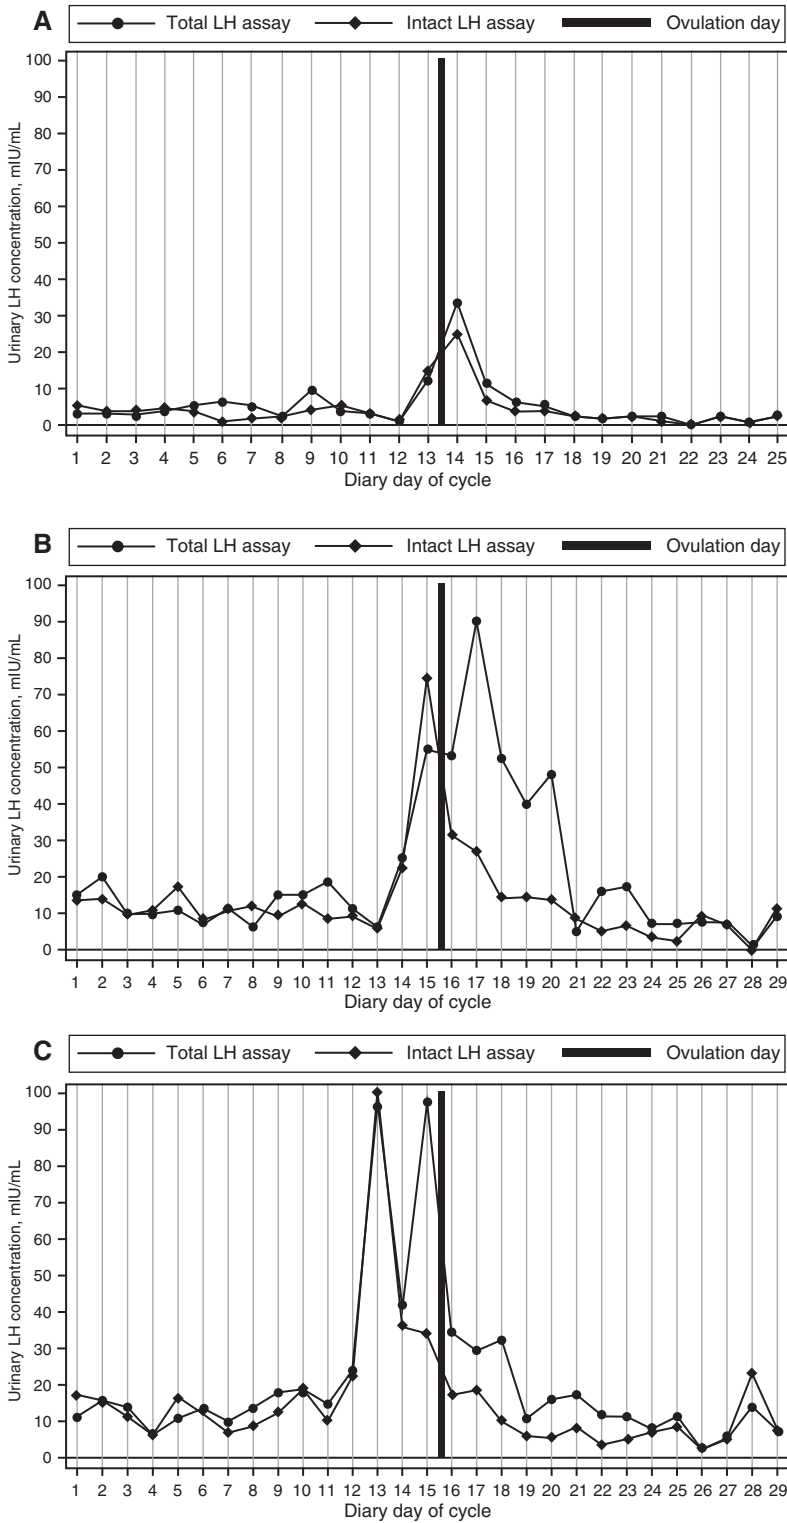 A Total LH assay Intact LH assay Ovulation day
100
90
80
70
60
50
40
30
20
10
0
Urinary LH concentration, mIU/mL
1 2 3 4 5 6 7 8 9 10 11 12 13 14 15 16 17 18 19 20 21 22 23 24 25
Diary day of cycle
B Total LH assay Intact LH assay Ovulation day
100
90
80
70
60
50
40
30
20
10
0
Urinary LH concentration, mIU/mL
1 2 3 4 5 6 7 8 9 10 11 12 13 14 15 16 17 18 19 20 21 22 23 24 25 26 27 28 29
Diary day of cycle
C Total LH assay Intact LH assay Ovulation day
100
90
80
70
60
50
40
30
20
10
0
Urinary LH concentration, mIU/mL
1 2 3 4 5 6 7 8 9 10 11 12 13 14 15 16 17 18 19 20 21 22 23 24 25 26 27 28 29
Diary day of cycle